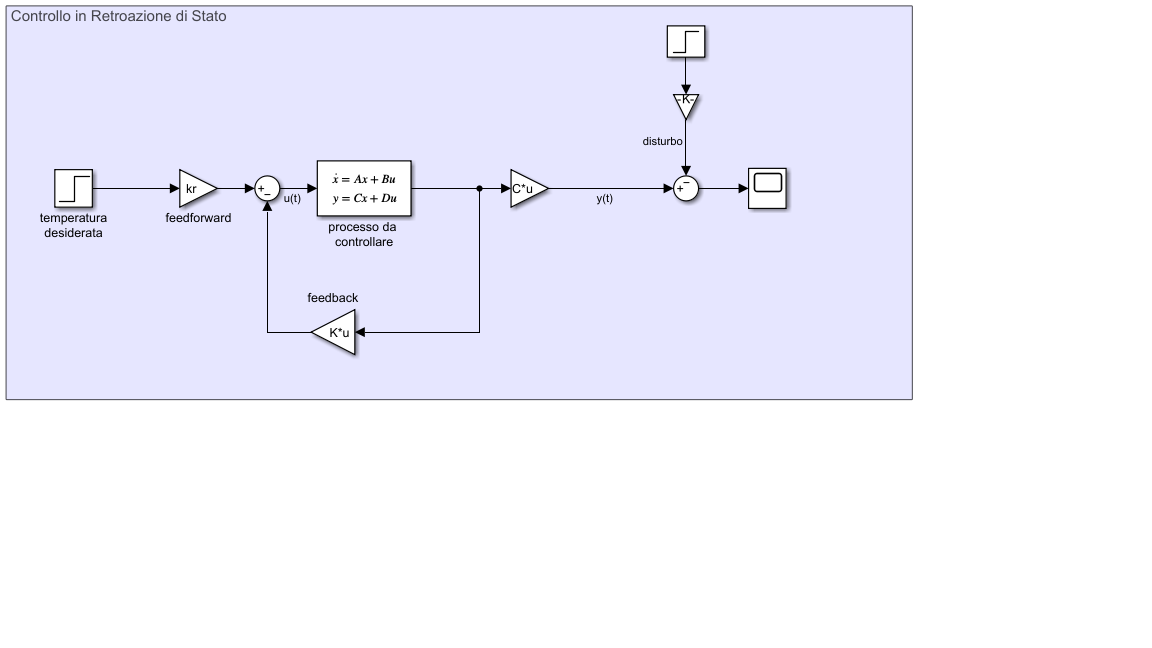 Controllo in Retroazione di Stato
-K-
disturbo
kr
+
−
ẋ = Ax + Bu
y = Cx + Du
C*u
+
−
u(t)
y(t)
temperatura
desiderata
feedforward
processo da
controllare
feedback
K*u